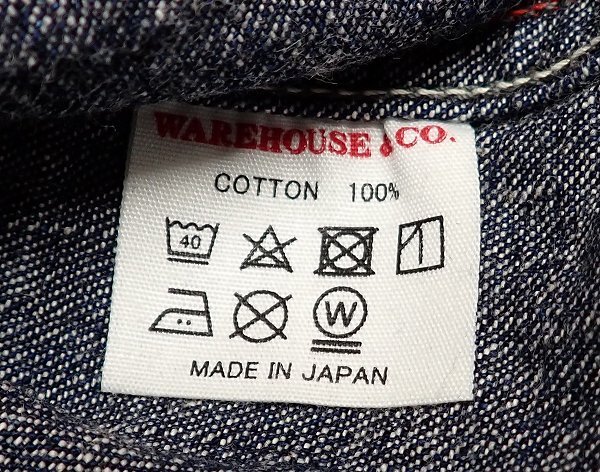 WAREHOUSE & CO.
COTTON 100%
40
W
MADE IN JAPAN